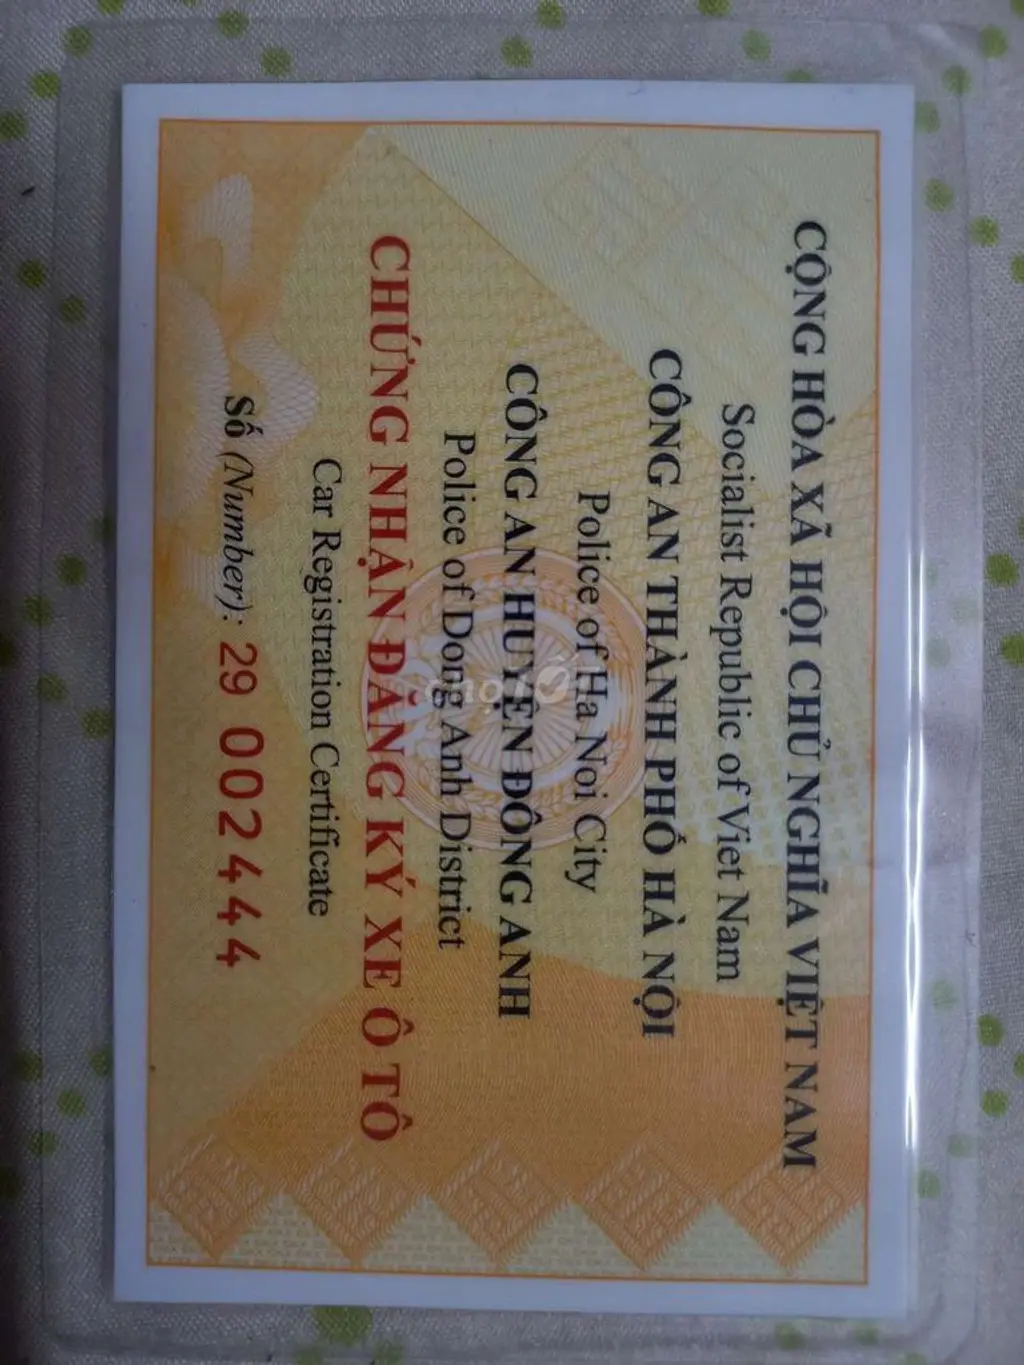 CỘNG HÒA XÃ HỘI CHỦ NGHĨA VIỆT NAM
Socialist Republic of Viet Nam
CÔNG AN THÀNH PHỐ HÀ NỘI
Police of Ha Noi City
CÔNG AN HUYỆN ĐÔNG ANH
Police of Dong Anh District
CHỨNG NHẬN ĐĂNG KÝ XE Ô TÔ
Car Registration Certificate
Số (Number): 29 002444